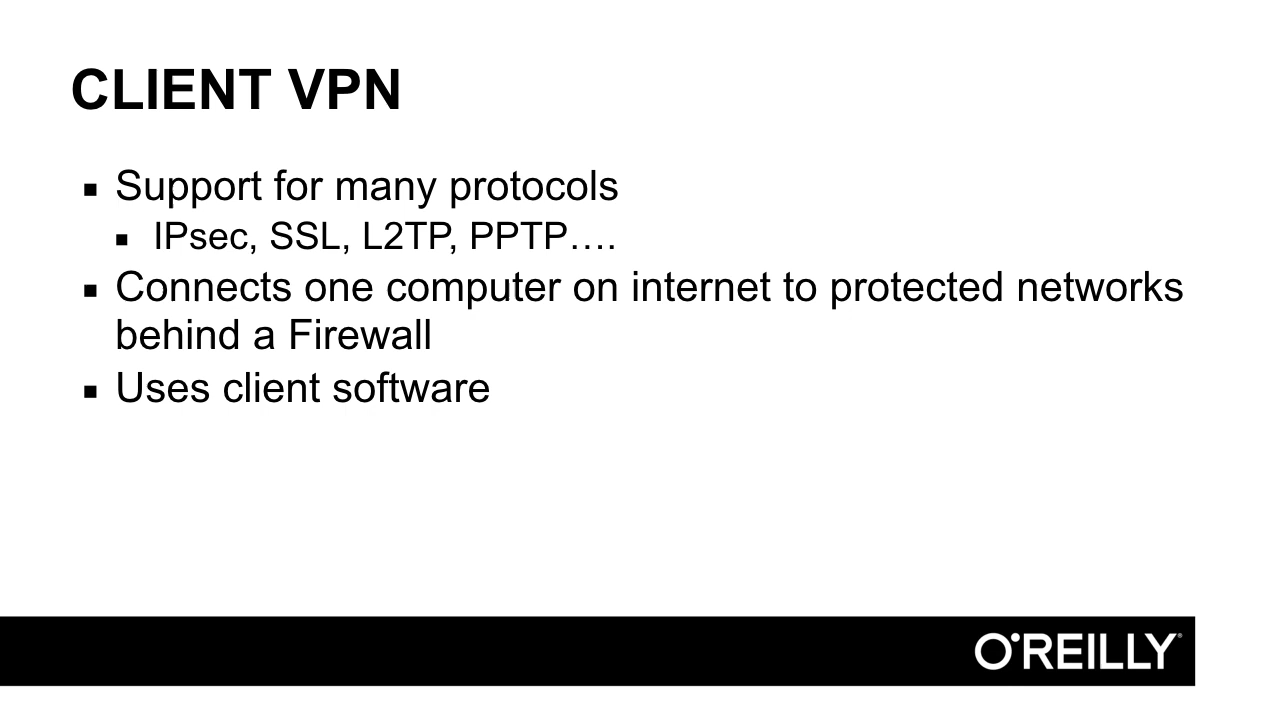 CLIENT VPN
Support for many protocols
IPsec, SSL, L2TP, PPTP….
Connects one computer on internet to protected networks
behind a Firewall
Uses client software
O'REILLY®